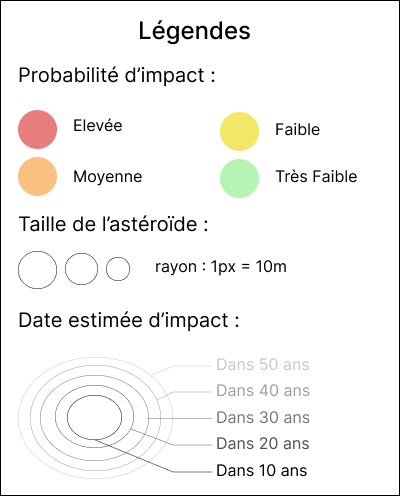 Légendes
Probabilité d’impact :
Elevée
Faible
Moyenne
Très Faible
Taille de l’astéroïde :
rayon : 1px = 10m
Date estimée d’impact :
Dans 50 ans
Dans 40 ans
Dans 30 ans
Dans 20 ans
Dans 10 ans